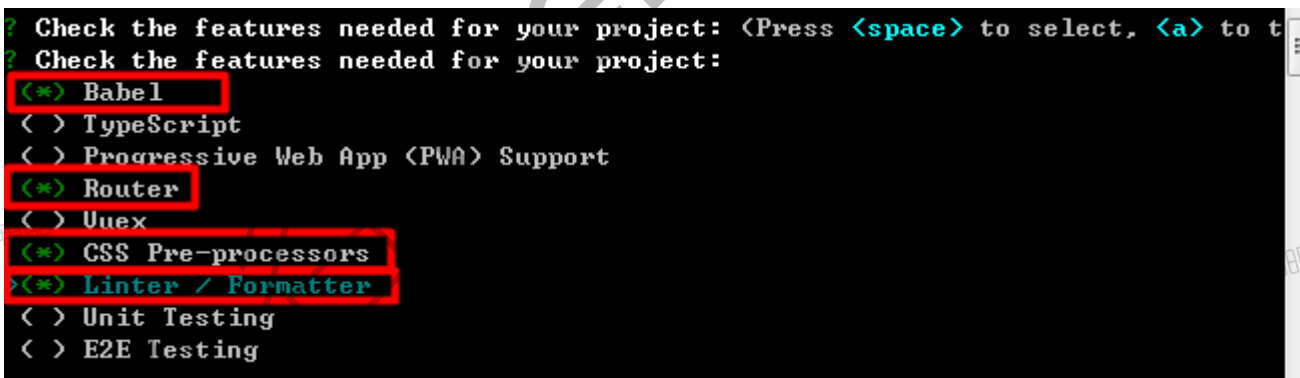 ? Check the features needed for your project: (Press <space> to select, <a> to t
? Check the features needed for your project:
(*) Babel
( ) TypeScript
( ) Progressive Web App (PWA) Support
(*) Router
( ) Vuex
(*) CSS Pre-processors
>(*) Linter / Formatter
( ) Unit Testing
( ) E2E Testing